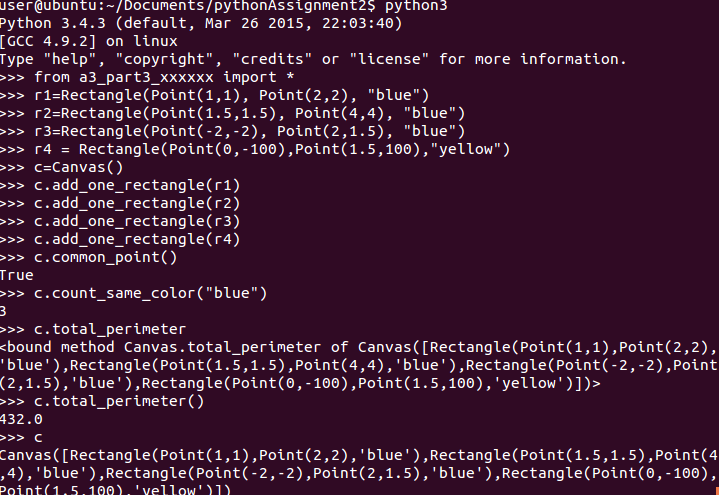 user@ubuntu:~/Documents/pythonAssignment2$ python3
Python 3.4.3 (default, Mar 26 2015, 22:03:40)
[GCC 4.9.2] on linux
Type "help", "copyright", "credits" or "license" for more information.
>>> from a3_part3_xxxxxx import *
>>> r1=Rectangle(Point(1,1), Point(2,2), "blue")
>>> r2=Rectangle(Point(1.5,1.5), Point(4,4), "blue")
>>> r3=Rectangle(Point(-2,-2), Point(2,1.5), "blue")
>>> r4 = Rectangle(Point(0,-100),Point(1.5,100),"yellow")
>>> c=Canvas()
>>> c.add_one_rectangle(r1)
>>> c.add_one_rectangle(r2)
>>> c.add_one_rectangle(r3)
>>> c.add_one_rectangle(r4)
>>> c.common_point()
True
>>> c.count_same_color("blue")
3
>>> c.total_perimeter
<bound method Canvas.total_perimeter of Canvas([Rectangle(Point(1,1),Point(2,2),
'blue'),Rectangle(Point(1.5,1.5),Point(4,4),'blue'),Rectangle(Point(-2,-2),Point
(2,1.5),'blue'),Rectangle(Point(0,-100),Point(1.5,100),'yellow')])>
>>> c.total_perimeter()
432.0
>>> c
Canvas([Rectangle(Point(1,1),Point(2,2),'blue'),Rectangle(Point(1.5,1.5),Point(4
,4),'blue'),Rectangle(Point(-2,-2),Point(2,1.5),'blue'),Rectangle(Point(0,-100),
Point(1.5,100),'yellow')])